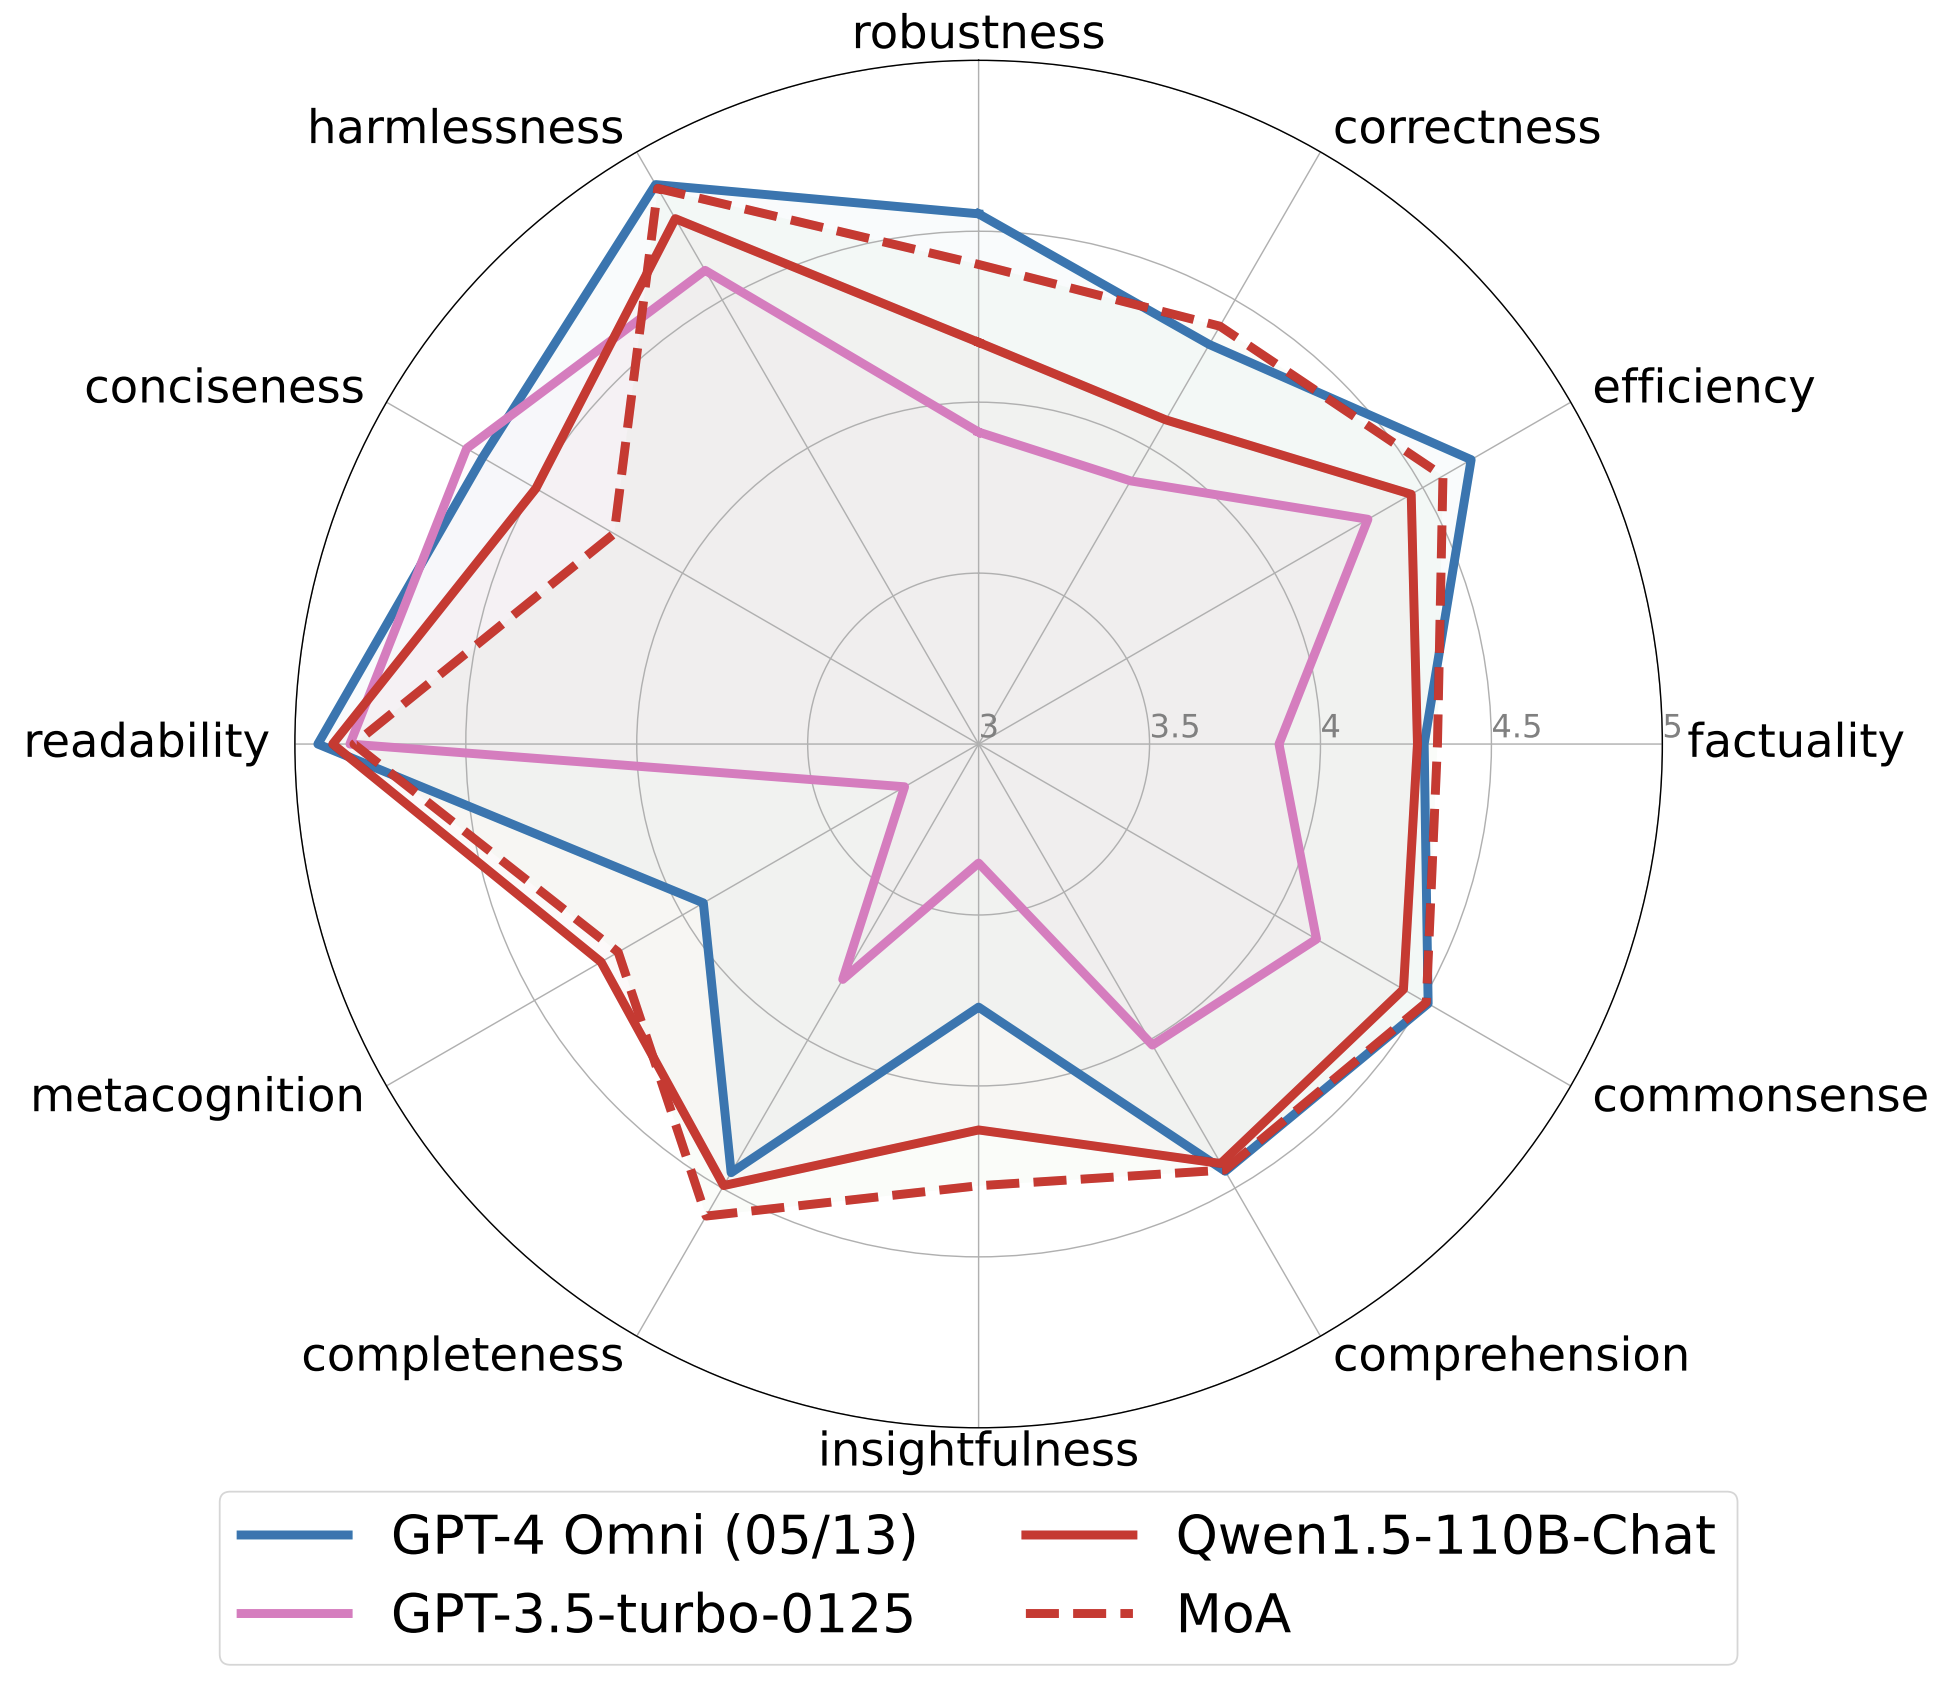 robustness
harmlessness
correctness
conciseness
efficiency
readability
3
3.5
4
4.5
5
factuality
metacognition
commonsense
completeness
comprehension
insightfulness
GPT-4 Omni (05/13)
Qwen1.5-110B-Chat
GPT-3.5-turbo-0125
MoA